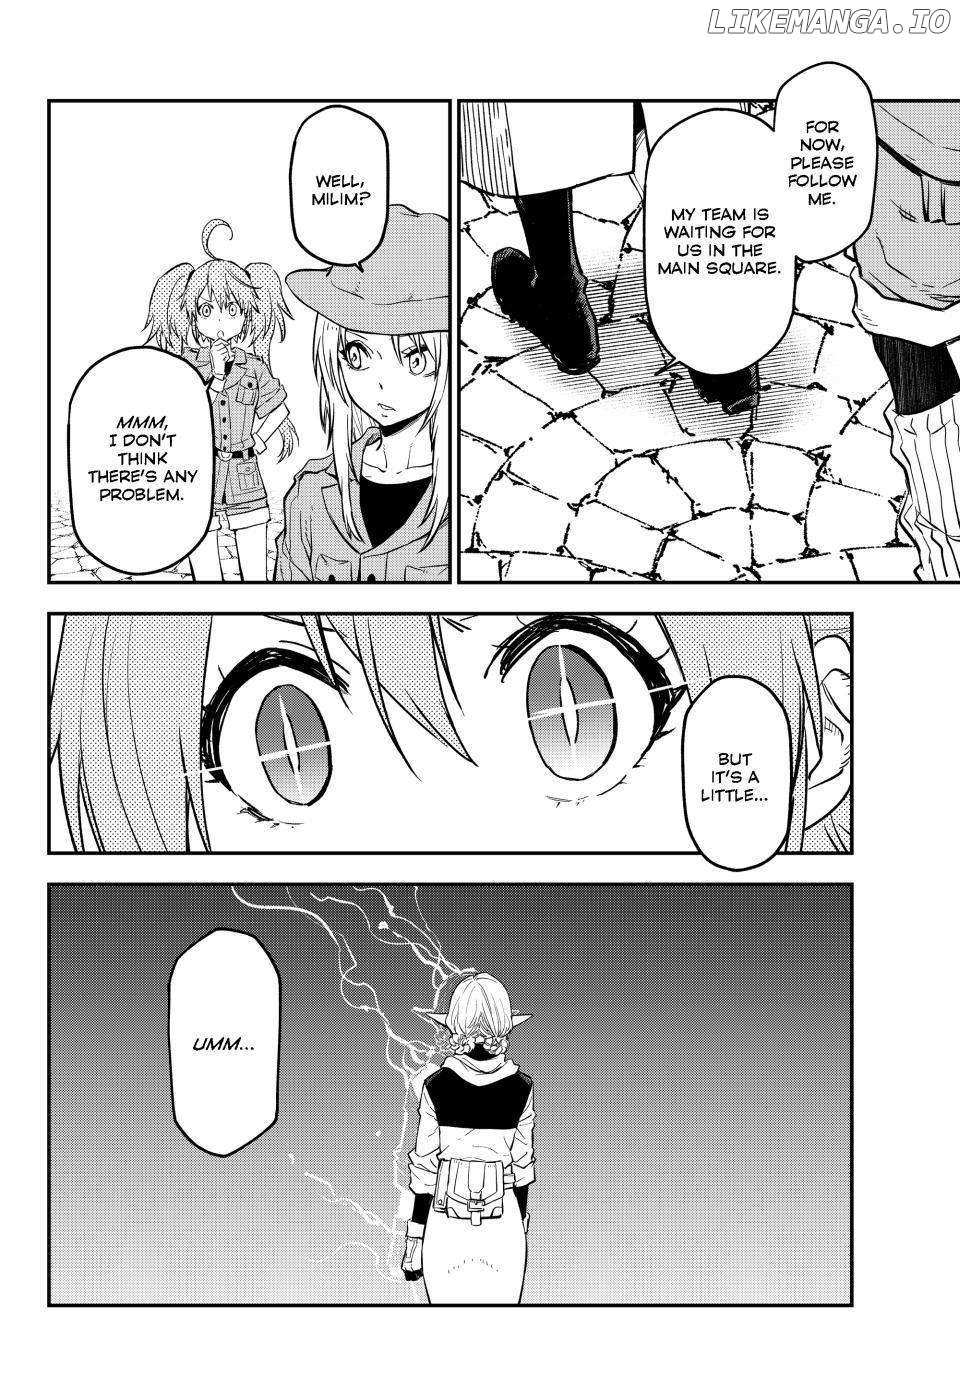 LIKEMANGA.IO
FOR
NOW,
PLEASE
FOLLOW
ME.
MY TEAM IS
WAITING FOR
US IN THE
MAIN SQUARE.
WELL,
MILIM?
MMM,
I DON'T
THINK
THERE'S ANY
PROBLEM.
BUT
IT'S A
LITTLE...
UMM...